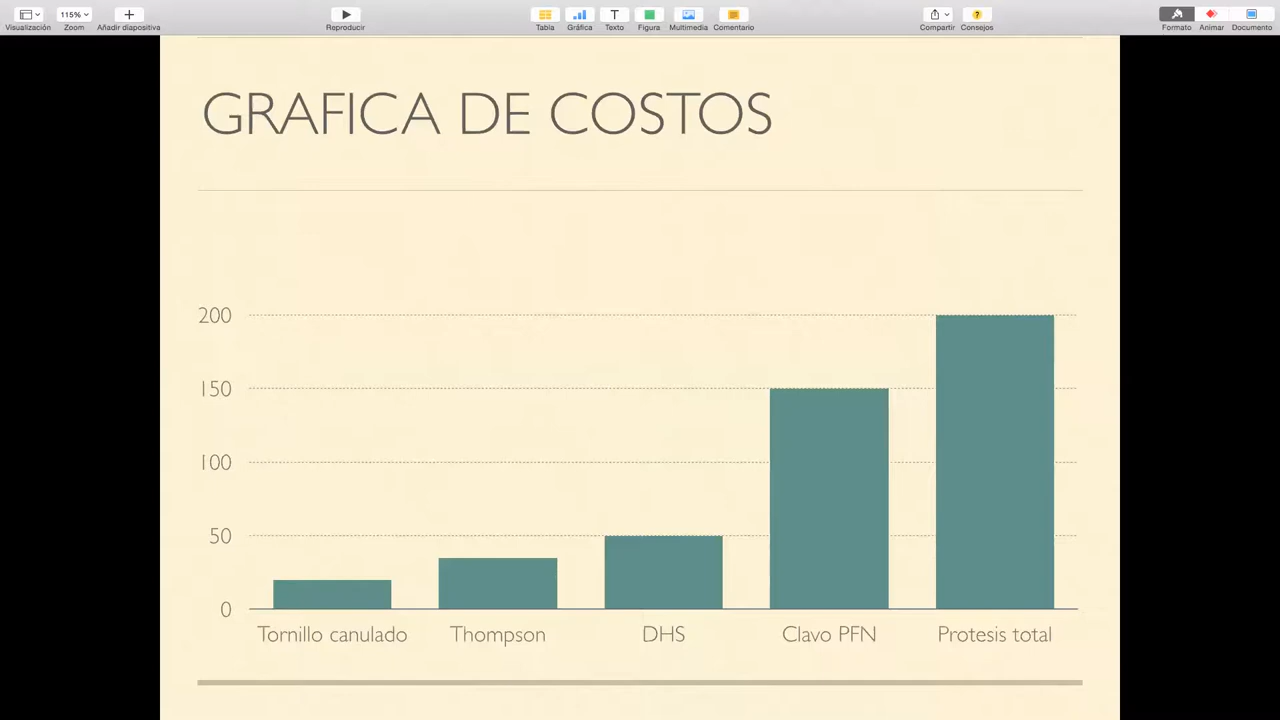 115%
Visualización Zoom Añadir diapositiva Reproducir Tabla Gráfica Texto Figura Multimedia Comentario Compartir Consejos Formato Animar Documento
GRAFICA DE COSTOS
200
150
100
50
0
Tornillo canulado Thompson DHS Clavo PFN Protesis total